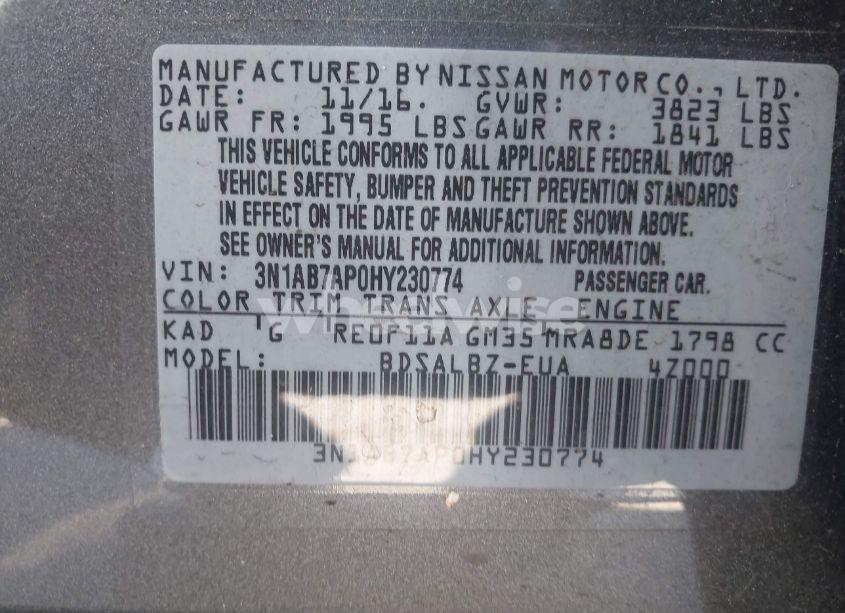 MANUFACTURED BY NISSAN MOTOR CO., LTD.
DATE: 11/16. GVWR: 3823 LBS
GAWR FR: 1995 LBS GAWR RR: 1841 LBS
THIS VEHICLE CONFORMS TO ALL APPLICABLE FEDERAL MOTOR
VEHICLE SAFETY, BUMPER AND THEFT PREVENTION STANDARDS
IN EFFECT ON THE DATE OF MANUFACTURE SHOWN ABOVE.
SEE OWNER'S MANUAL FOR ADDITIONAL INFORMATION.
VIN: 3N1AB7AP0HY230774 PASSENGER CAR.
COLOR TRIM TRANS AXLE ENGINE
KAD G RE0F11A GM35 MRA8DE 1798 CC
MODEL: BDSALBZ-EUA 4Z000
3N1AB7AP0HY230774